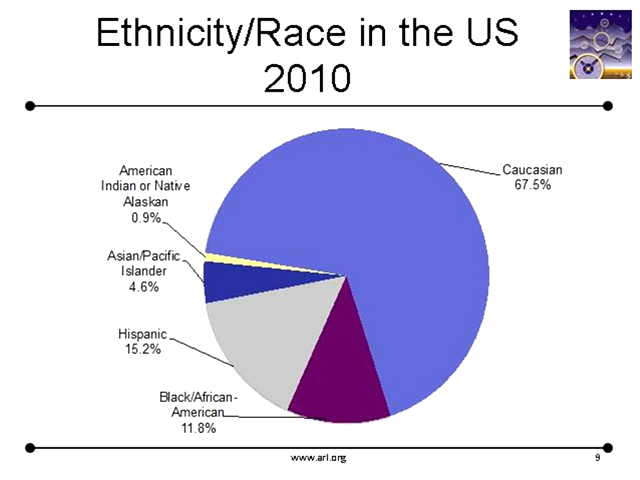 Ethnicity/Race in the US
2010
Caucasian
67.5%
American
Indian or Native
Alaskan
0.9%
Asian/Pacific
Islander
4.6%
Hispanic
15.2%
Black/African-
American
11.8%
www.arl.org
9